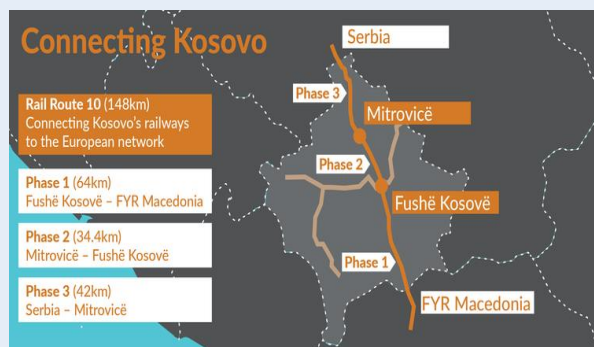 Connecting Kosovo
Rail Route 10 (148km)
Connecting Kosovo's railways
to the European network
Phase 1 (64km)
Fushë Kosovë – FYR Macedonia
Phase 2 (34.4km)
Mitrovicë – Fushë Kosovë
Phase 3 (42km)
Serbia – Mitrovicë
Serbia
Phase 3
Mitrovicë
Phase 2
Fushë Kosovë
Phase 1
FYR Macedonia